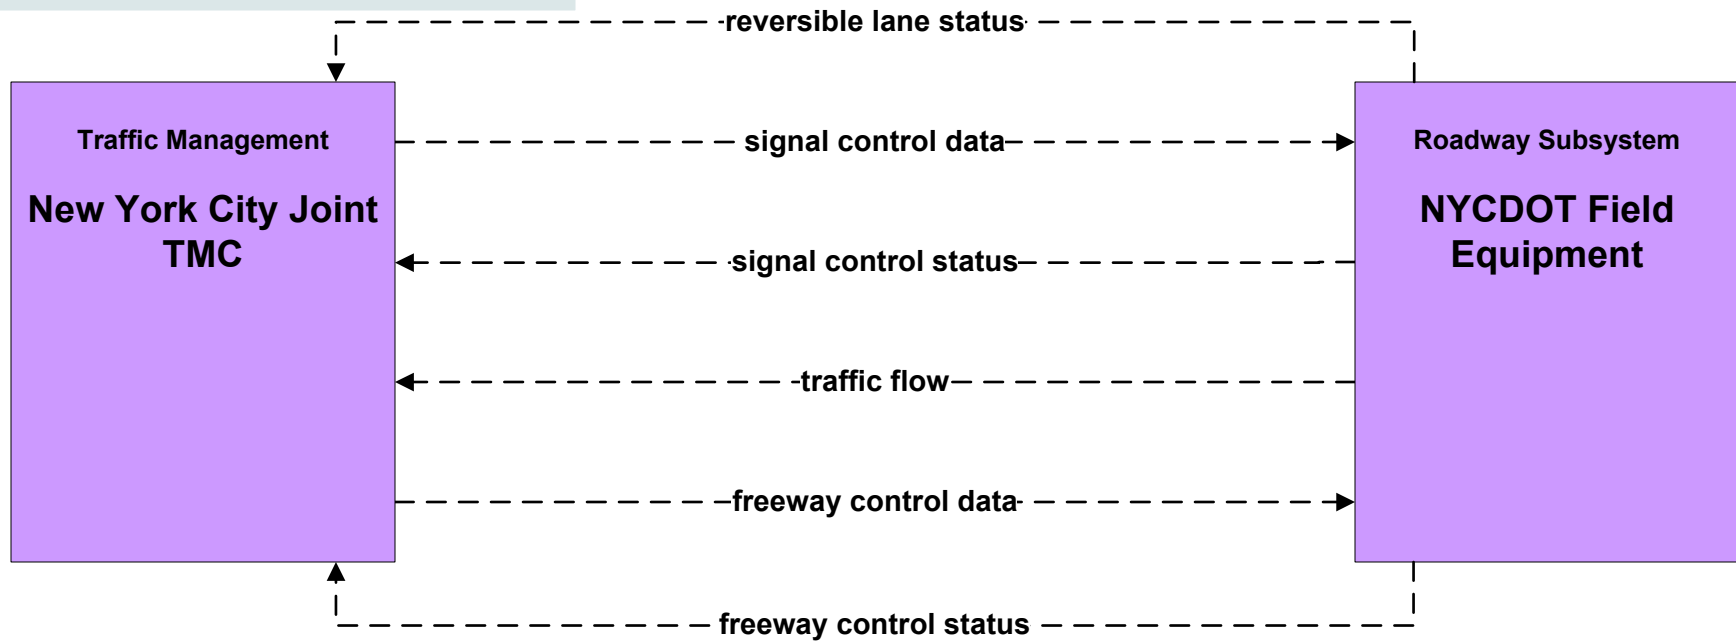 reversible lane status
Traffic Management
New York City Joint
TMC
signal control data
signal control status
traffic flow
freeway control data
freeway control status
Roadway Subsystem
NYCDOT Field
Equipment